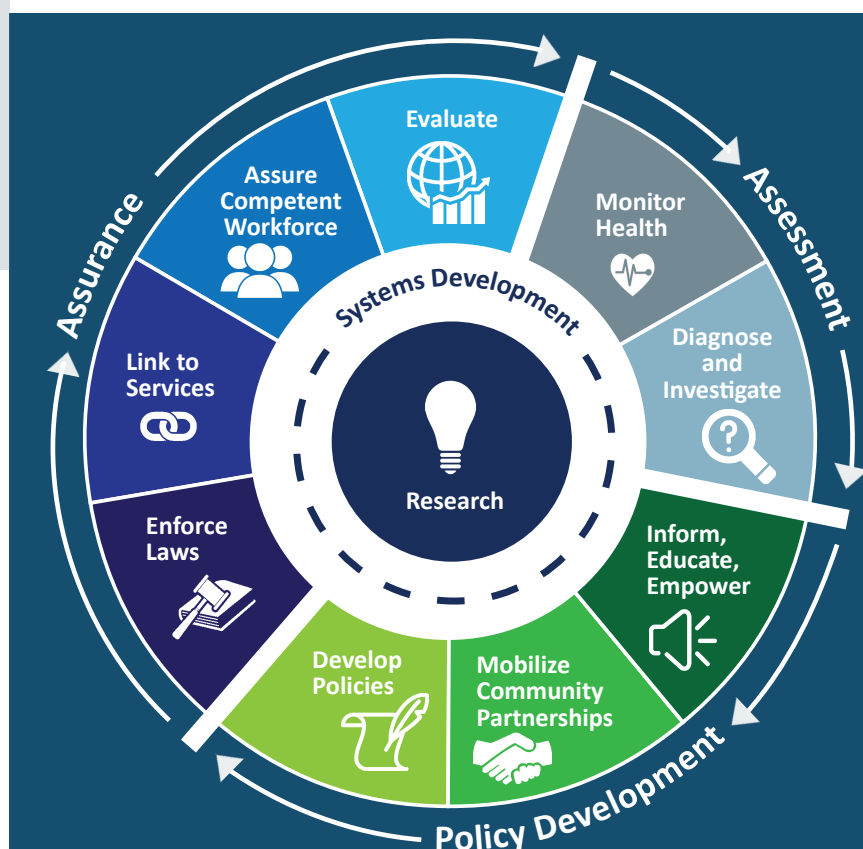 Evaluate
Monitor
Health
Diagnose
and
Investigate
Inform,
Educate,
Empower
Mobilize
Community
Partnerships
Develop
Policies
Enforce
Laws
Link to
Services
Assure
Competent
Workforce
Systems Development
Research
Assessment
Policy Development
Assurance
?